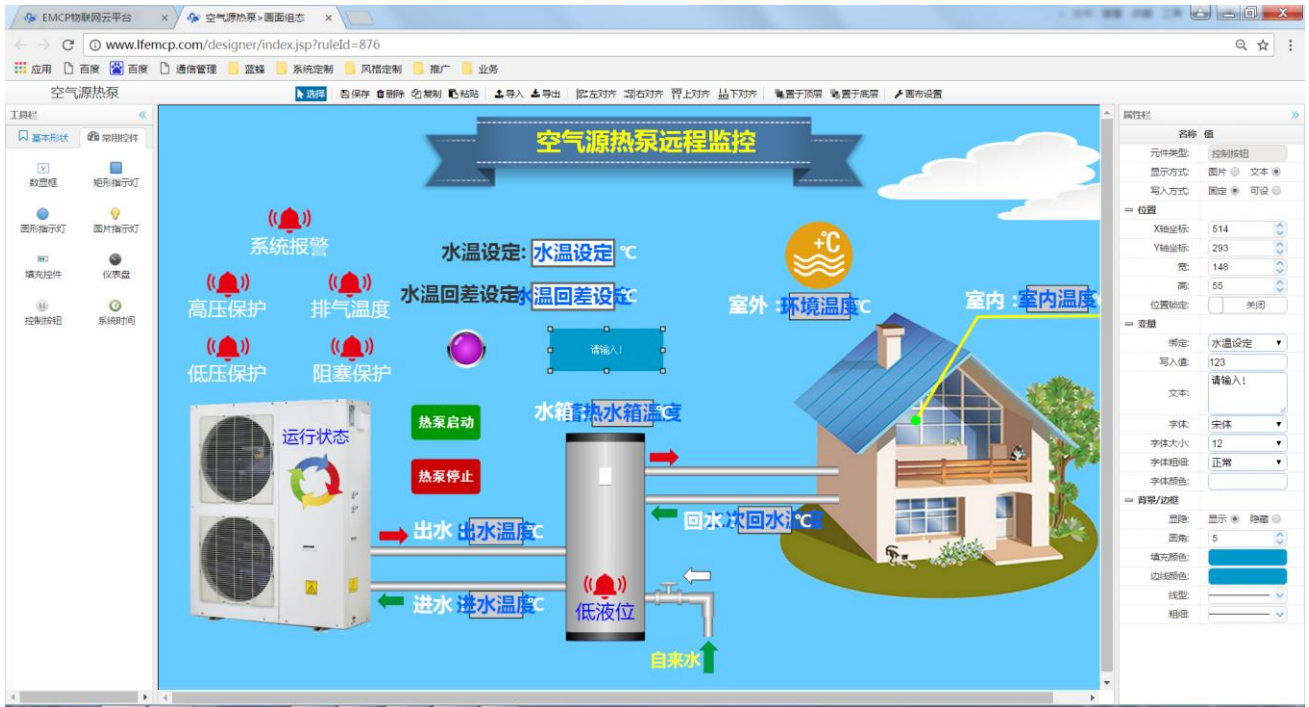 EMCP物联网云平台
空气源热泵>画面组态
www.lfemcp.com/designer/index.jsp?ruleId=876
应用 百度 百度 通信管理 蓝蜂 系统定制 风格定制 推广 业务
空气源热泵
选择 保存 删除 复制 粘贴 导入 导出 左对齐 右对齐 上对齐 下对齐 置于顶层 置于底层 画布设置
工具栏
基本形状 常用控件
数显框 矩形指示灯
圆形指示灯 图片指示灯
填充控件 仪表盘
控制按钮 系统时间
空气源热泵远程监控
系统报警
高压保护 排气温度
低压保护 阻塞保护
水温设定: 水温设定 ℃
水温回差设定: 水温回差设定 ℃
请输入!
+C
室外: 环境温度 ℃
室内: 室内温度
运行状态
热泵启动
热泵停止
水箱 蓄热水箱温度
出水 出水温度 ℃
回水 次回水温度 ℃
进水 进水温度 ℃
低液位
自来水
属性栏
名称 值
元件类型: 控制按钮
显示方式: 图片 文本
写入方式: 固定 可设
位置
X轴坐标: 514
Y轴坐标: 293
宽: 148
高: 55
位置锁定: 关闭
变量
绑定: 水温设定
写入值: 123
文本: 请输入!
字体: 宋体
字体大小: 12
字体粗细: 正常
字体颜色:
背景/边框
显隐: 显示 隐藏
圆角: 5
填充颜色:
边线颜色:
线型:
粗细: